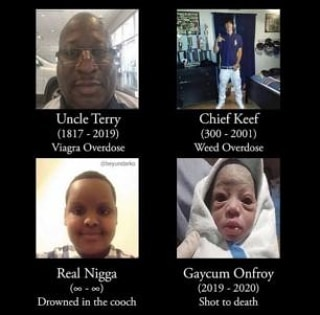 Uncle Terry
(1817 - 2019)
Viagra Overdose
Chief Keef
(300 - 2001)
Weed Overdose
@beyundarko
Real Nigga
(∞ - ∞)
Drowned in the cooch
Gaycum Onfroy
(2019 - 2020)
Shot to death